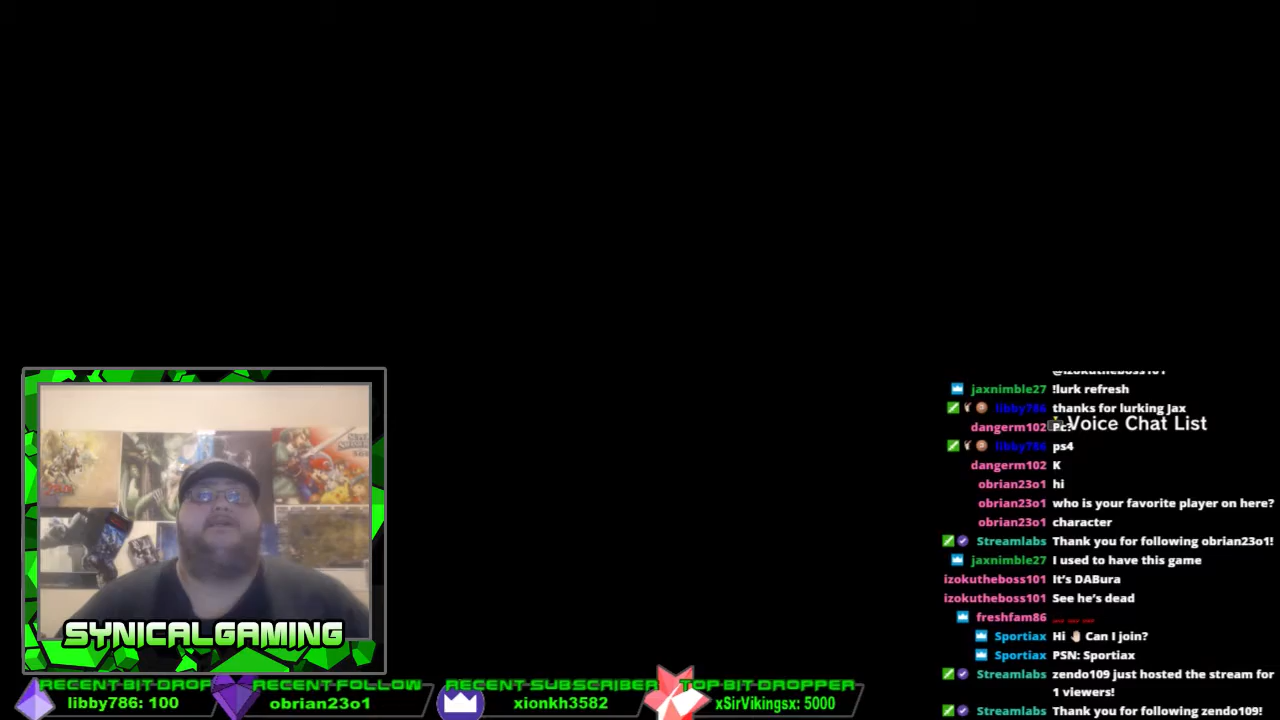 @izokutheboss101
jaxnimble27 !lurk refresh
libby786 thanks for lurking Jax
dangerm102 Pc?
Voice Chat List
libby786 ps4
dangerm102 K
obrian23o1 hi
obrian23o1 who is your favorite player on here?
obrian23o1 character
Streamlabs Thank you for following obrian23o1!
jaxnimble27 I used to have this game
izokutheboss101 It's DABura
izokutheboss101 See he's dead
freshfam86
Sportiax Hi 🤚 Can I join?
Sportiax PSN: Sportiax
Streamlabs zendo109 just hosted the stream for
1 viewers!
Streamlabs Thank you for following zendo109!
SYNICALGAMING
RECENT BIT DROP
libby786: 100
RECENT FOLLOW
obrian23o1
RECENT SUBSCRIBER
xionkh3582
TOP BIT DROPPER
xSirVikingsx: 5000